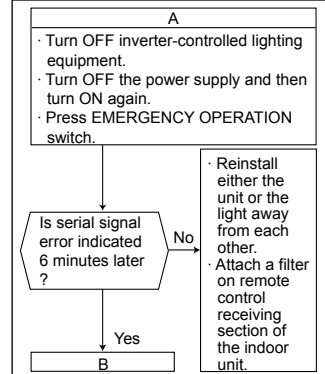 A
· Turn OFF inverter-controlled lighting
equipment.
· Turn OFF the power supply and then
turn ON again.
· Press EMERGENCY OPERATION
switch.
Is serial signal
error indicated
6 minutes later
?
No
· Reinstall
either the
unit or the
light away
from each
other.
· Attach a filter
on remote
control
receiving
section of
the indoor
unit.
Yes
B